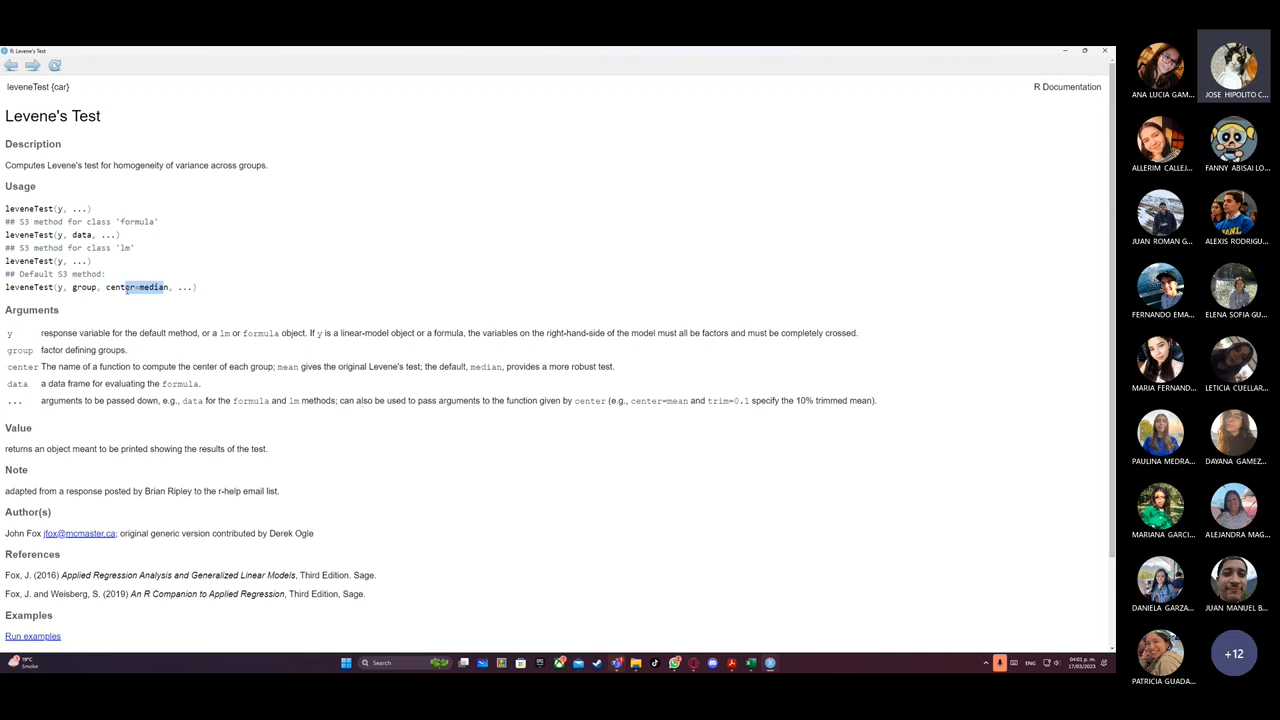 R: Levene's Test
leveneTest {car}
R Documentation
Levene's Test
Description
Computes Levene's test for homogeneity of variance across groups.
Usage
leveneTest(y, ...)
## S3 method for class 'formula'
leveneTest(y, data, ...)
## S3 method for class 'lm'
leveneTest(y, ...)
## Default S3 method:
leveneTest(y, group, center=median, ...)
Arguments
y response variable for the default method, or a lm or formula object. If y is a linear-model object or a formula, the variables on the right-hand-side of the model must all be factors and must be completely crossed.
group factor defining groups.
center The name of a function to compute the center of each group; mean gives the original Levene's test; the default, median, provides a more robust test.
data a data frame for evaluating the formula.
... arguments to be passed down, e.g., data for the formula and lm methods; can also be used to pass arguments to the function given by center (e.g., center=mean and trim=0.1 specify the 10% trimmed mean).
Value
returns an object meant to be printed showing the results of the test.
Note
adapted from a response posted by Brian Ripley to the r-help email list.
Author(s)
John Fox jfox@mcmaster.ca; original generic version contributed by Derek Ogle
References
Fox, J. (2016) Applied Regression Analysis and Generalized Linear Models, Third Edition. Sage.
Fox, J. and Weisberg, S. (2019) An R Companion to Applied Regression, Third Edition, Sage.
Examples
Run examples
19°C
Smoke
Search
ENG
04:01 p. m.
17/03/2023
ANA LUCIA GAM...
JOSE HIPOLITO C...
ALLERIM CALLEJ...
FANNY ABISAI LO...
JUAN ROMAN G...
ALEXIS RODRIGU...
FERNANDO EMA...
ELENA SOFIA GU...
MARIA FERNAND...
LETICIA CUELLAR...
PAULINA MEDRA...
DAYANA GAMEZ...
MARIANA GARCI...
ALEJANDRA MAG...
DANIELA GARZA...
JUAN MANUEL B...
PATRICIA GUADA...
+12